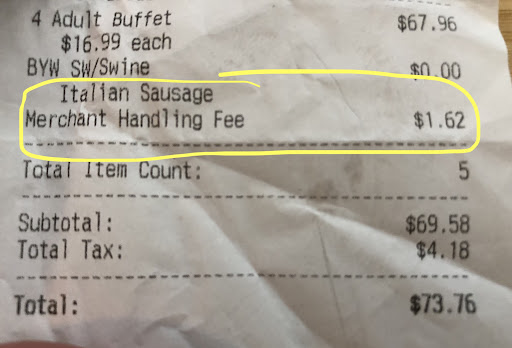 4 Adult Buffet $67.96
$16.99 each
BYW SW/Swine $0.00
Italian Sausage
Merchant Handling Fee $1.62
Total Item Count: 5
Subtotal: $69.58
Total Tax: $4.18
Total: $73.76